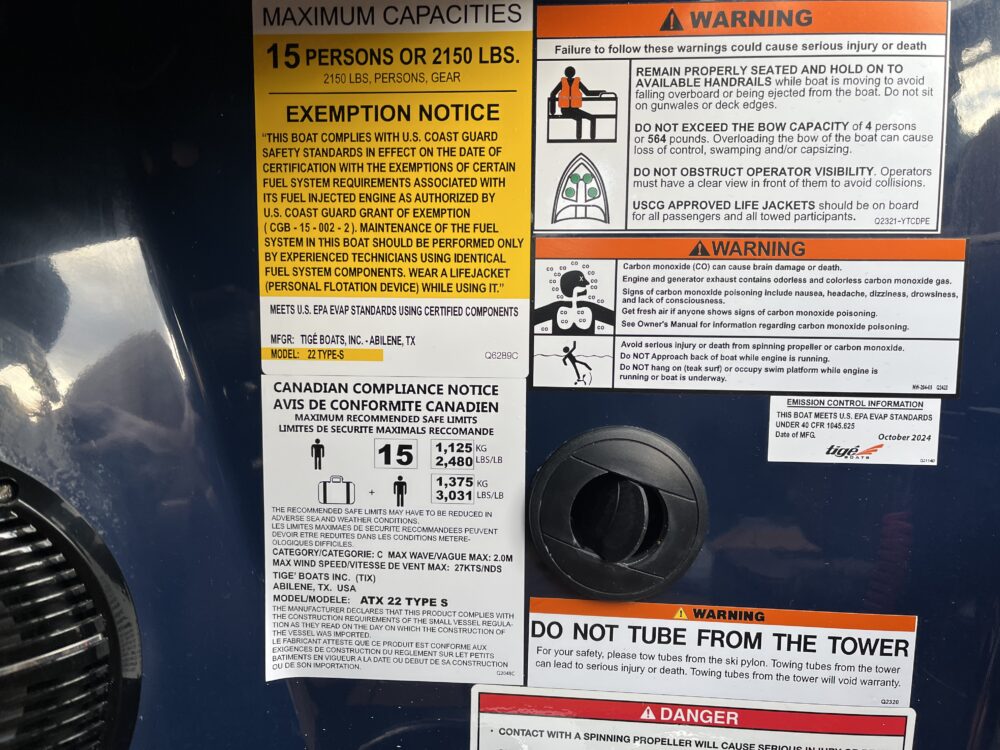 MAXIMUM CAPACITIES
15 PERSONS OR 2150 LBS.
2150 LBS, PERSONS, GEAR
EXEMPTION NOTICE
"THIS BOAT COMPLIES WITH U.S. COAST GUARD
SAFETY STANDARDS IN EFFECT ON THE DATE OF
CERTIFICATION WITH THE EXEMPTIONS OF CERTAIN
FUEL SYSTEM REQUIREMENTS ASSOCIATED WITH
ITS FUEL INJECTED ENGINE AS AUTHORIZED BY
U.S. COAST GUARD GRANT OF EXEMPTION
( CGB - 15 - 002 - 2 ). MAINTENANCE OF THE FUEL
SYSTEM IN THIS BOAT SHOULD BE PERFORMED ONLY
BY EXPERIENCED TECHNICIANS USING IDENTICAL
FUEL SYSTEM COMPONENTS. WEAR A LIFEJACKET
(PERSONAL FLOTATION DEVICE) WHILE USING IT."
MEETS U.S. EPA EVAP STANDARDS USING CERTIFIED COMPONENTS
MFGR: TIGÉ BOATS, INC. - ABILENE, TX
MODEL: 22 TYPE-S
Q6289C
CANADIAN COMPLIANCE NOTICE
AVIS DE CONFORMITE CANADIEN
MAXIMUM RECOMMENDED SAFE LIMITS
LIMITES DE SECURITE MAXIMALS RECCOMANDE
15 1,125 KG
2,480 LBS/LB
+ 1,375 KG
3,031 LBS/LB
THE RECOMMENDED SAFE LIMITS MAY HAVE TO BE REDUCED IN
ADVERSE SEA AND WEATHER CONDITIONS.
LES LIMITES MAXIMAES DE SECURITE RECOMMANDEES PEUVENT
DEVOIR ETRE REDUITES DANS LES CONDITIONS METERE-
OLOGIQUES DIFFICILES.
CATEGORY/CATEGORIE: C MAX WAVE/VAGUE MAX: 2.0M
MAX WIND SPEED/VITESSE DE VENT MAX: 27KTS/NDS
TIGE' BOATS INC. (TIX)
ABILENE, TX. USA
MODEL/MODELE: ATX 22 TYPE S
THE MANUFACTURER DECLARES THAT THIS PRODUCT COMPLIES WITH
THE CONSTRUCTION REQUIREMENTS OF THE SMALL VESSEL REGULA-
TION AS THEY READ ON THE DAY ON WHICH THE CONSTRUCTION OF
THE VESSEL WAS IMPORTED.
LE FABRICANT ATTESTE QUE CE PRODUIT EST CONFORME AUX
EXIGENCES DE CONSTRUCTION DU REGLEMENT SUR LET PETITS
BATIMENTS EN VIGUEUR A LA DATE OU DEBUT DE SA CONSTRUCTION
OU DE SON IMPORTATION.
Q2048C
WARNING
Failure to follow these warnings could cause serious injury or death
REMAIN PROPERLY SEATED AND HOLD ON TO
AVAILABLE HANDRAILS while boat is moving to avoid
falling overboard or being ejected from the boat. Do not sit
on gunwales or deck edges.
DO NOT EXCEED THE BOW CAPACITY of 4 persons
or 564 pounds. Overloading the bow of the boat can cause
loss of control, swamping and/or capsizing.
DO NOT OBSTRUCT OPERATOR VISIBILITY. Operators
must have a clear view in front of them to avoid collisions.
USCG APPROVED LIFE JACKETS should be on board
for all passengers and all towed participants.
Q2321-YTCDPE
WARNING
CO CO CO CO CO CO CO CO
Carbon monoxide (CO) can cause brain damage or death.
Engine and generator exhaust contains odorless and colorless carbon monoxide gas.
Signs of carbon monoxide poisoning include nausea, headache, dizziness, drowsiness,
and lack of consciousness.
Get fresh air if anyone shows signs of carbon monoxide poisoning.
See Owner's Manual for information regarding carbon monoxide poisoning.
Avoid serious injury or death from spinning propeller or carbon monoxide.
Do NOT Approach back of boat while engine is running.
Do NOT hang on (teak surf) or occupy swim platform while engine is
running or boat is underway.
EMISSION CONTROL INFORMATION
THIS BOAT MEETS U.S. EPA EVAP STANDARDS
UNDER 40 CFR 1045.625
Date of MFG. October 2024
tigé
BOATS
WARNING
DO NOT TUBE FROM THE TOWER
For your safety, please tow tubes from the ski pylon. Towing tubes from the tower
can lead to serious injury or death. Towing tubes from the tower will void warranty.
Q2320
DANGER
• CONTACT WITH A SPINNING PROPELLER WILL CAUSE SERIOUS INJURY OR